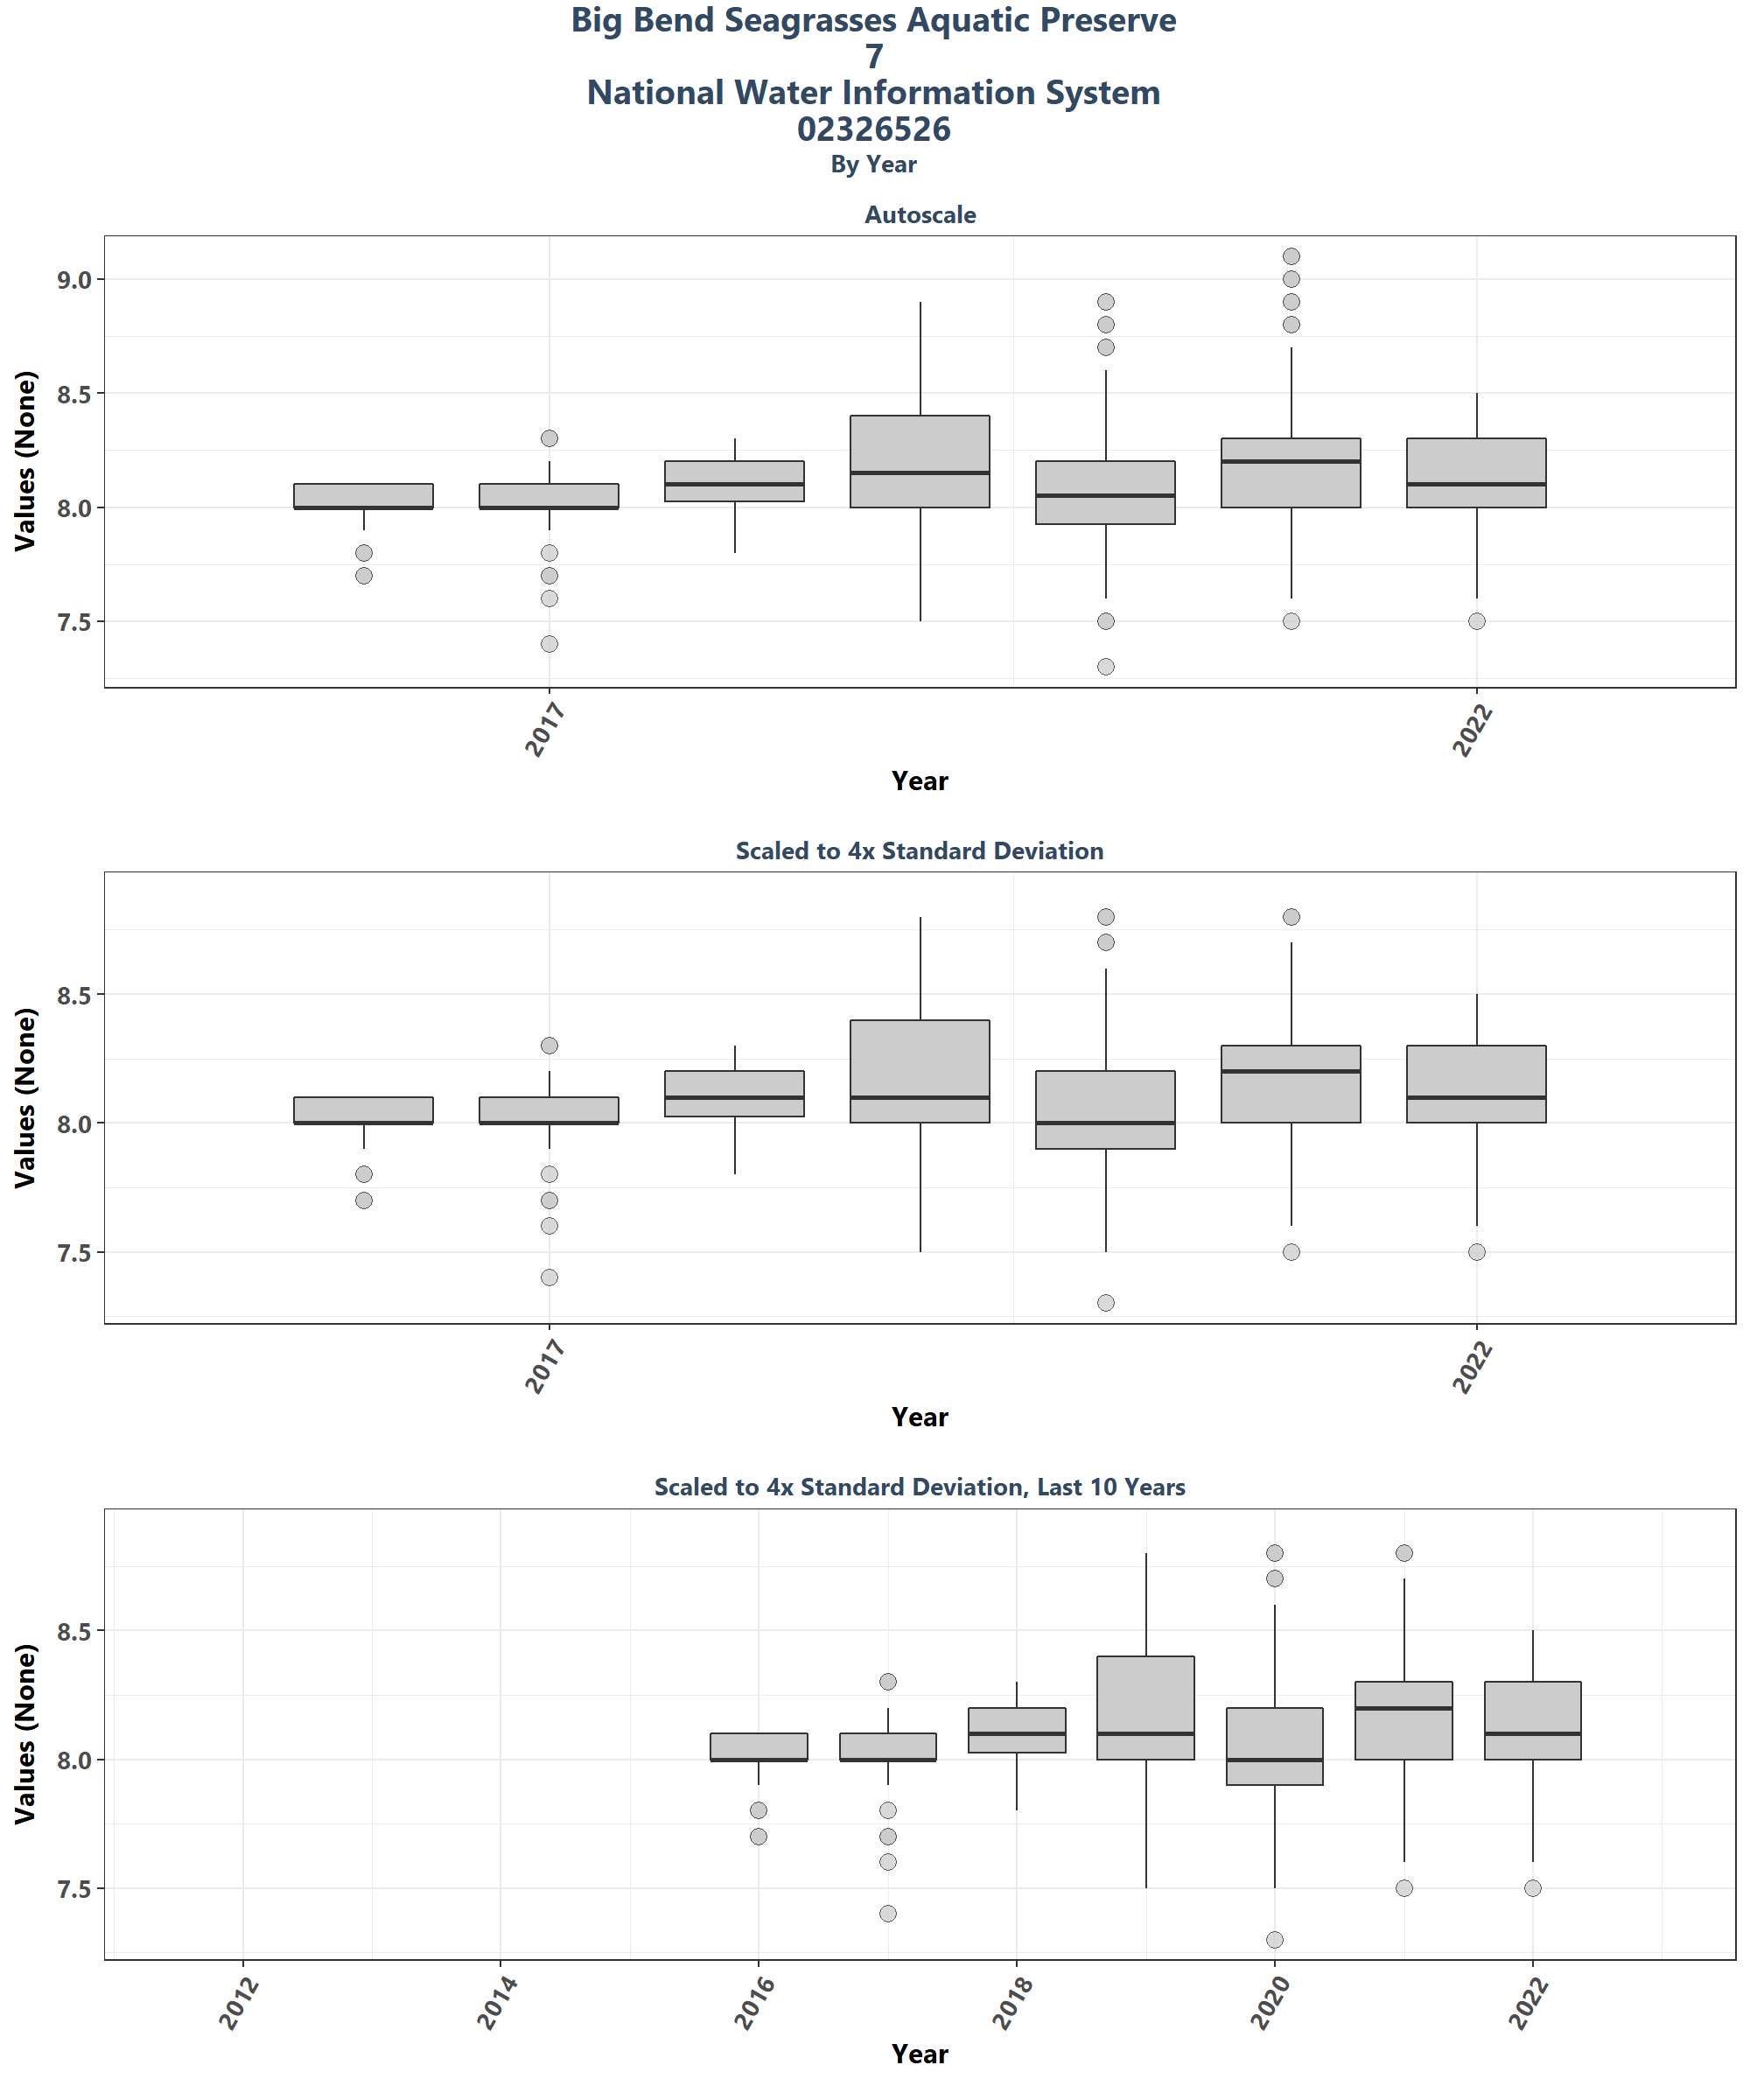 Big Bend Seagrasses Aquatic Preserve
7
National Water Information System
02326526
By Year
Autoscale
Values (None)
9.0
8.5
8.0
7.5
2017
2022
Year
Scaled to 4x Standard Deviation
Values (None)
8.5
8.0
7.5
2017
2022
Year
Scaled to 4x Standard Deviation, Last 10 Years
Values (None)
8.5
8.0
7.5
2012
2014
2016
2018
2020
2022
Year